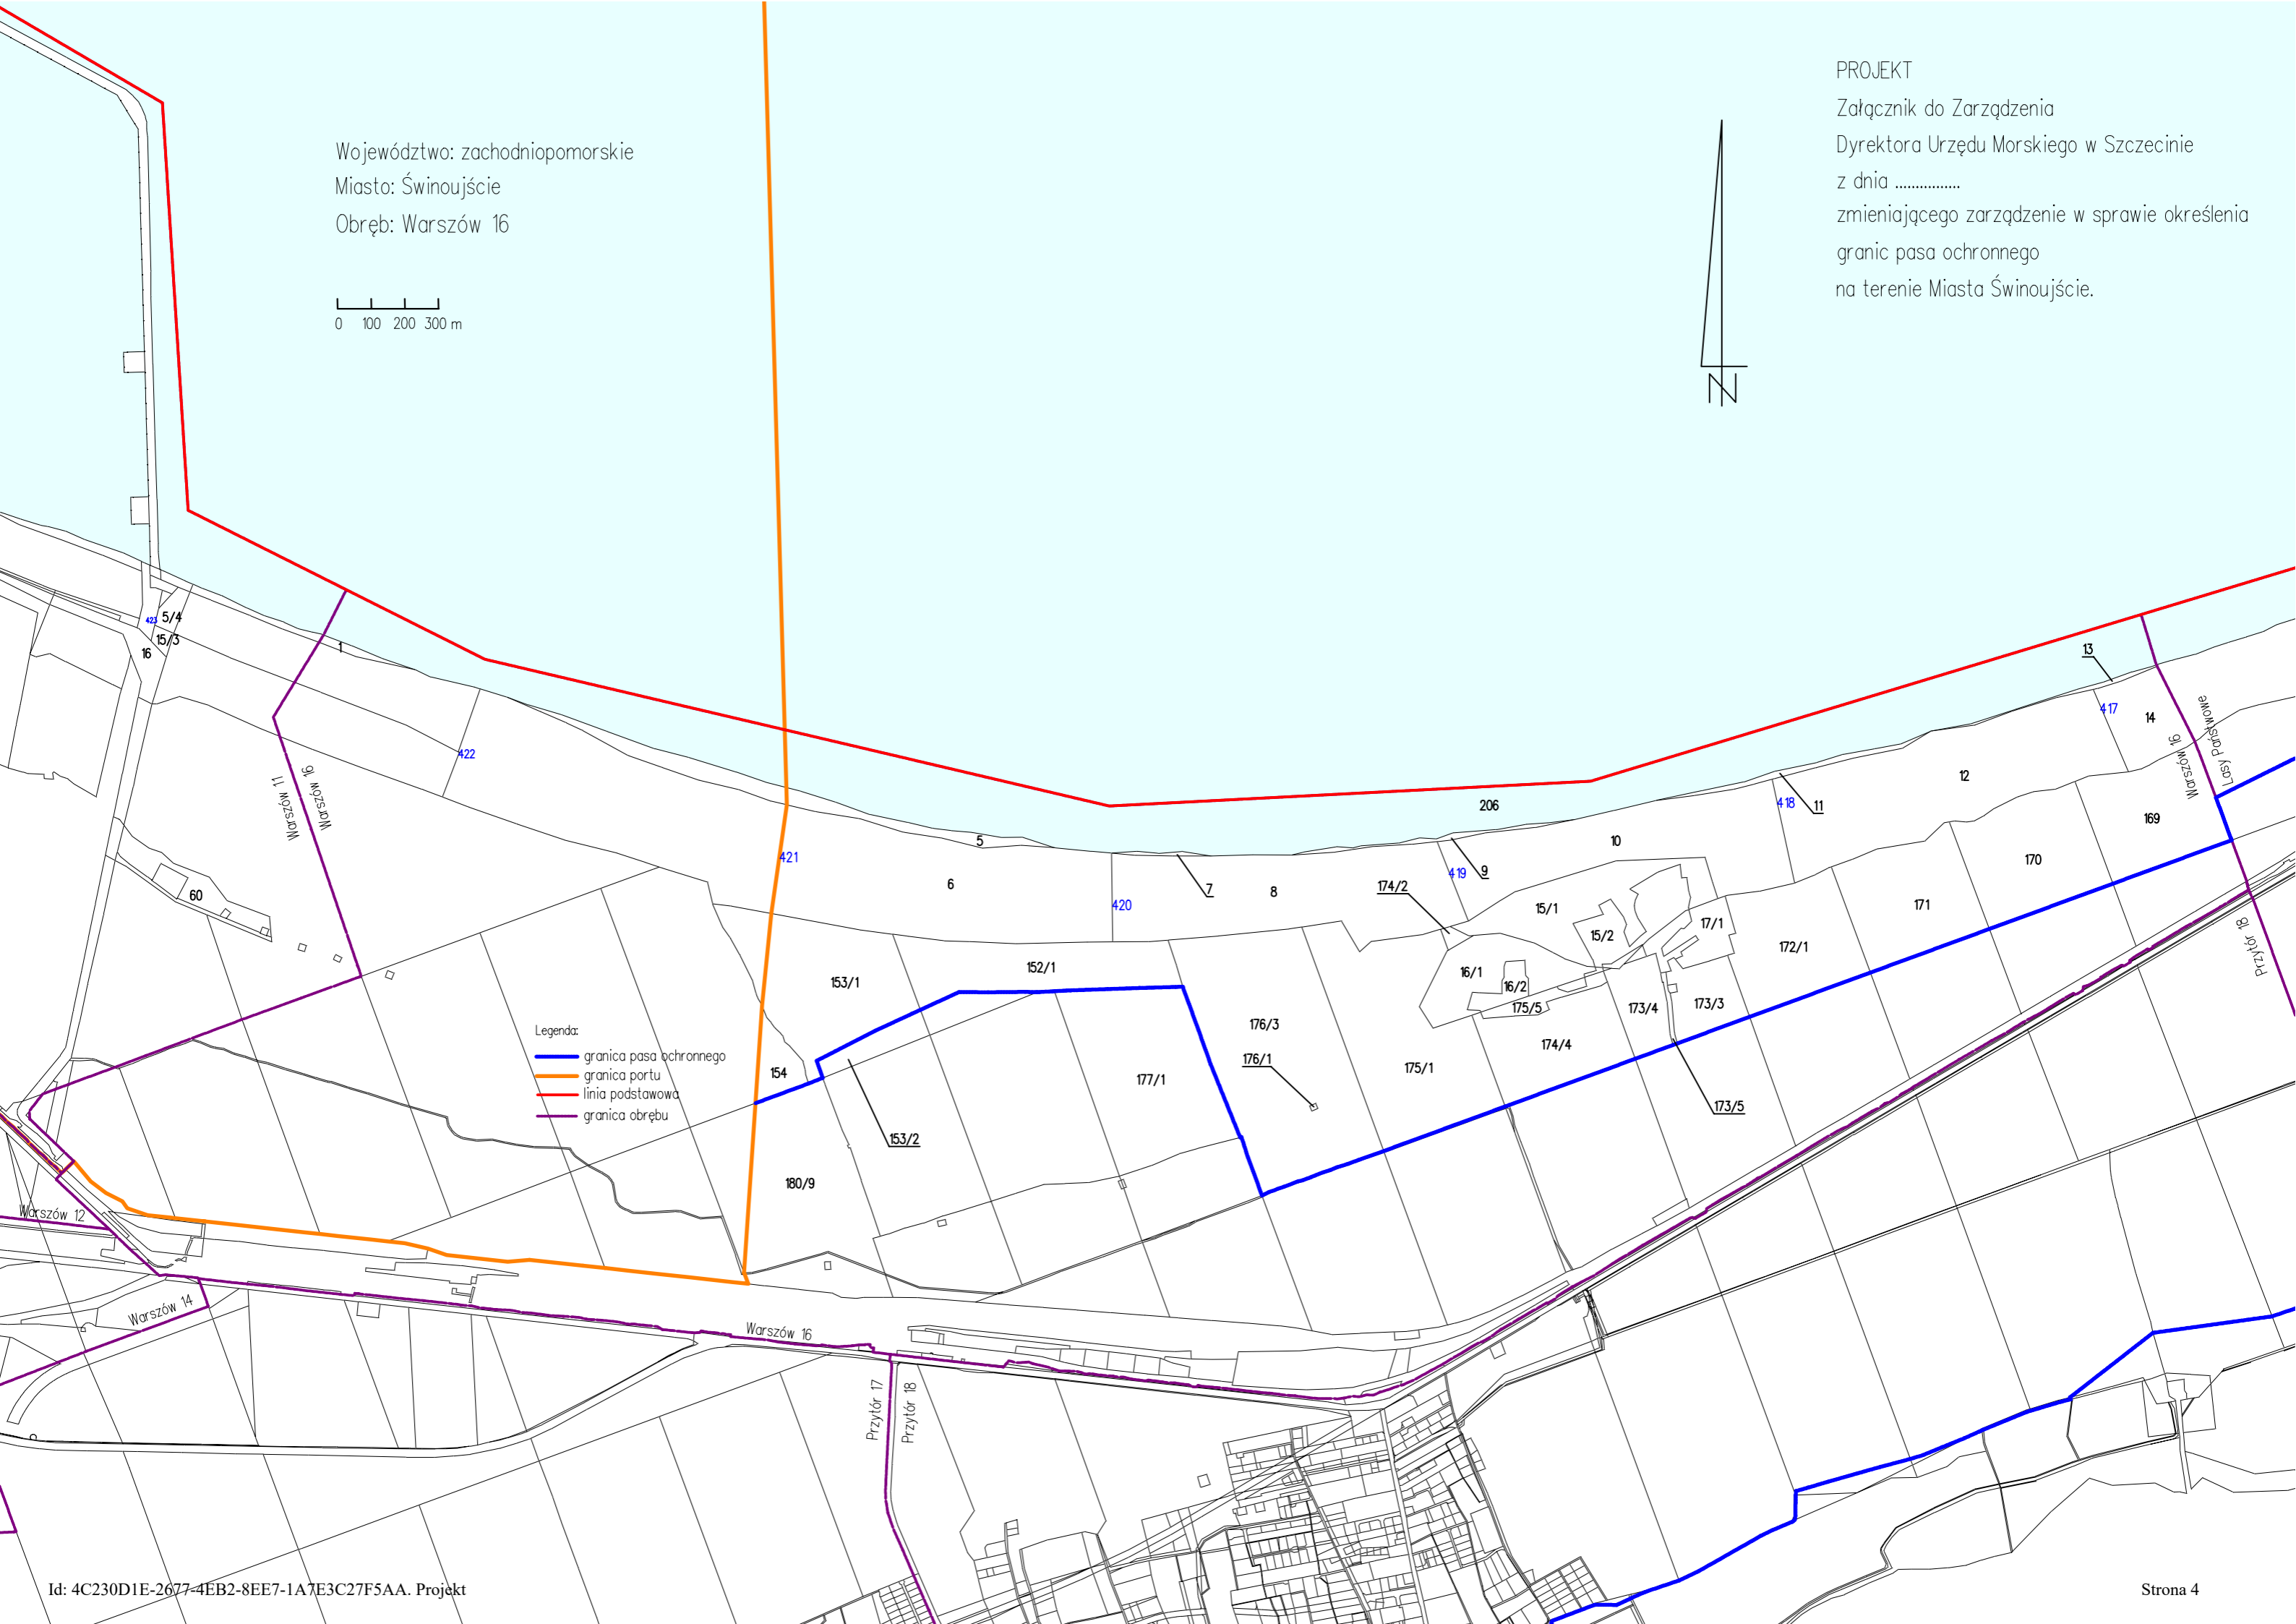 PROJEKT
Załącznik do Zarządzenia
Dyrektora Urzędu Morskiego w Szczecinie
z dnia ................
zmieniającego zarządzenie w sprawie określenia
granic pasa ochronnego
na terenie Miasta Świnoujście.
Województwo: zachodniopomorskie
Miasto: Świnoujście
Obręb: Warszów 16
0 100 200 300 m
N
423
5/4
15/3
16
1
422
Warszów 11
Warszów 16
60
421
5
6
420
7
8
206
419
9
10
418
11
12
13
417
14
Warszów 16
Lasy Państwowe
169
170
171
172/1
174/2
15/1
15/2
17/1
16/1
16/2
175/5
173/4
173/3
174/4
175/1
173/5
176/3
176/1
177/1
152/1
153/1
153/2
154
180/9
Przytór 18
Legenda:
granica pasa ochronnego
granica portu
linia podstawowa
granica obrębu
Warszów 12
Warszów 14
Warszów 16
Przytór 17
Przytór 18
Id: 4C230D1E-2677-4EB2-8EE7-1A7E3C27F5AA. Projekt
Strona 4